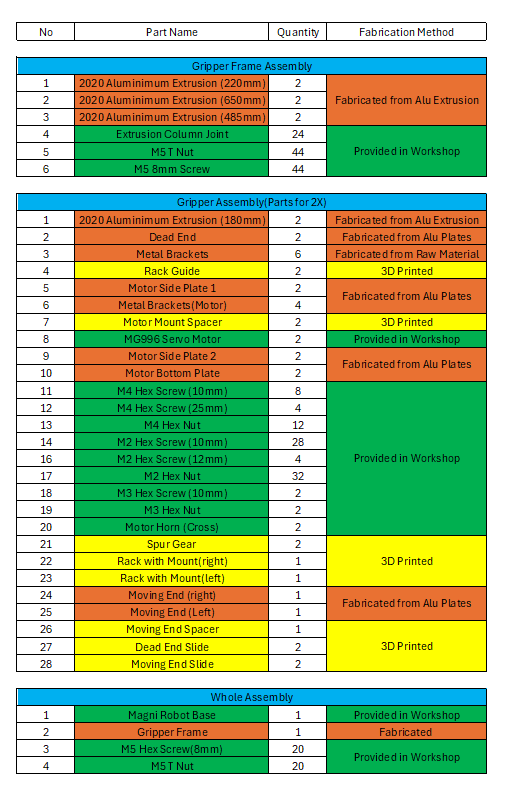 No Part Name Quantity Fabrication Method
Gripper Frame Assembly
1 2020 Aluminimum Extrusion (220mm) 2
2 2020 Aluminimum Extrusion (650mm) 2 Fabricated from Alu Extrusion
3 2020 Aluminimum Extrusion (485mm) 2
4 Extrusion Column Joint 24
5 M5 T Nut 44 Provided in Workshop
6 M5 8mm Screw 44
Gripper Assembly(Parts for 2X)
1 2020 Aluminimum Extrusion (180mm) 2 Fabricated from Alu Extrusion
2 Dead End 2 Fabricated from Alu Plates
3 Metal Brackets 6 Fabricated from Raw Material
4 Rack Guide 2 3D Printed
5 Motor Side Plate 1 2 Fabricated from Alu Plates
6 Metal Brackets(Motor) 4
7 Motor Mount Spacer 2 3D Printed
8 MG996 Servo Motor 2 Provided in Workshop
9 Motor Side Plate 2 2 Fabricated from Alu Plates
10 Motor Bottom Plate 2
11 M4 Hex Screw (10mm) 8
12 M4 Hex Screw (25mm) 4
13 M4 Hex Nut 12
14 M2 Hex Screw (10mm) 28
16 M2 Hex Screw (12mm) 4 Provided in Workshop
17 M2 Hex Nut 32
18 M3 Hex Screw (10mm) 2
19 M3 Hex Nut 2
20 Motor Horn (Cross) 2
21 Spur Gear 2
22 Rack with Mount(right) 1 3D Printed
23 Rack with Mount(left) 1
24 Moving End (right) 1 Fabricated from Alu Plates
25 Moving End (Left) 1
26 Moving End Spacer 1
27 Dead End Slide 2 3D Printed
28 Moving End Slide 2
Whole Assembly
1 Magni Robot Base 1 Provided in Workshop
2 Gripper Frame 1 Fabricated
3 M5 Hex Screw(8mm) 20 Provided in Workshop
4 M5 T Nut 20